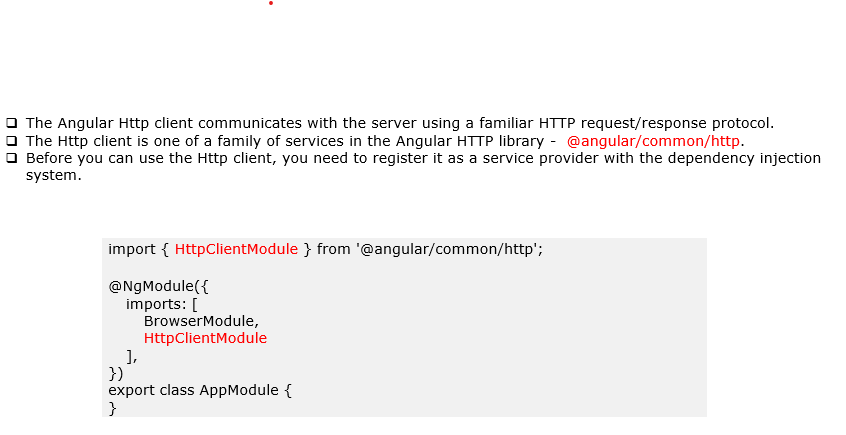 ❑ The Angular Http client communicates with the server using a familiar HTTP request/response protocol.
❑ The Http client is one of a family of services in the Angular HTTP library - @angular/common/http.
❑ Before you can use the Http client, you need to register it as a service provider with the dependency injection
system.
import { HttpClientModule } from '@angular/common/http';
@NgModule({
imports: [
BrowserModule,
HttpClientModule
],
})
export class AppModule {
}